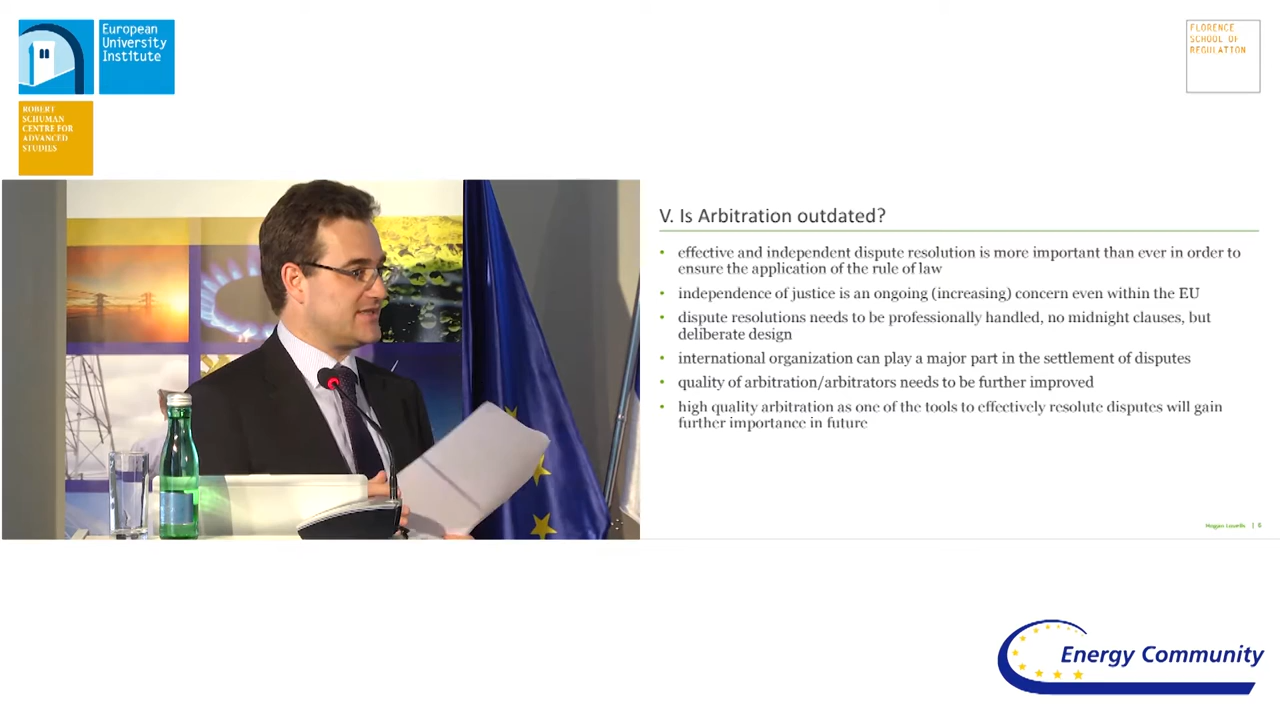 European
University
Institute
ROBERT
SCHUMAN
CENTRE FOR
ADVANCED
STUDIES
FLORENCE
SCHOOL OF
REGULATION
V. Is Arbitration outdated?
• effective and independent dispute resolution is more important than ever in order to
ensure the application of the rule of law
• independence of justice is an ongoing (increasing) concern even within the EU
• dispute resolutions needs to be professionally handled, no midnight clauses, but
deliberate design
• international organization can play a major part in the settlement of disputes
• quality of arbitration/arbitrators needs to be further improved
• high quality arbitration as one of the tools to effectively resolute disputes will gain
further importance in future
Hogan Lovells | 6
Energy Community